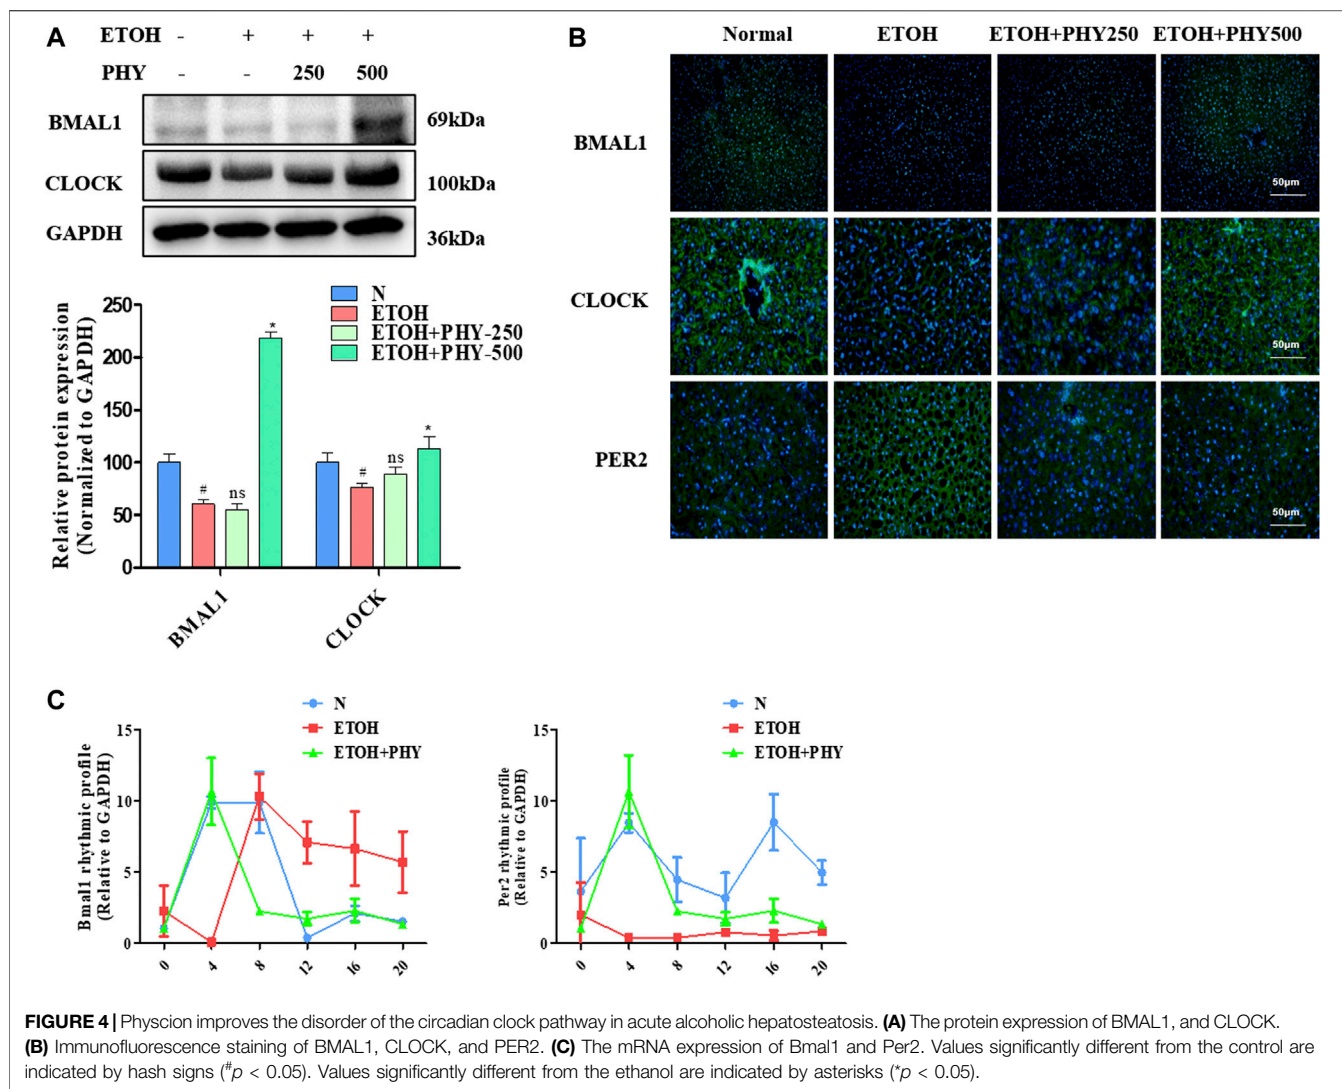 A
ETOH - + + +
PHY - - 250 500
BMAL1 69kDa
CLOCK 100kDa
GAPDH 36kDa
N
ETOH
ETOH+PHY-250
ETOH+PHY-500
Relative protein expression
(Normalized to GAPDH)
250
200
150
100
50
0
# ns *
# ns *
BMAL1 CLOCK
B
Normal ETOH ETOH+PHY250 ETOH+PHY500
BMAL1
50μm
CLOCK
50μm
PER2
50μm
C
N
ETOH
ETOH+PHY
Bmal1 rhythmic profile
(Relative to GAPDH)
15
10
5
0
0 4 8 12 16 20
N
ETOH
ETOH+PHY
Per2 rhythmic profile
(Relative to GAPDH)
15
10
5
0
0 4 8 12 16 20
FIGURE 4 | Physcion improves the disorder of the circadian clock pathway in acute alcoholic hepatosteatosis. (A) The protein expression of BMAL1, and CLOCK.
(B) Immunofluorescence staining of BMAL1, CLOCK, and PER2. (C) The mRNA expression of Bmal1 and Per2. Values significantly different from the control are
indicated by hash signs (#p < 0.05). Values significantly different from the ethanol are indicated by asterisks (*p < 0.05).